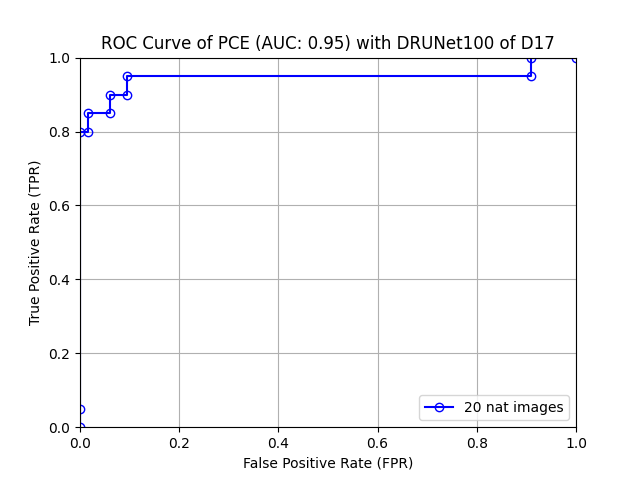 ROC Curve of PCE (AUC: 0.95) with DRUNet100 of D17
1.0
0.8
0.6
0.4
0.2
0.0
True Positive Rate (TPR)
20 nat images
0.0 0.2 0.4 0.6 0.8 1.0
False Positive Rate (FPR)